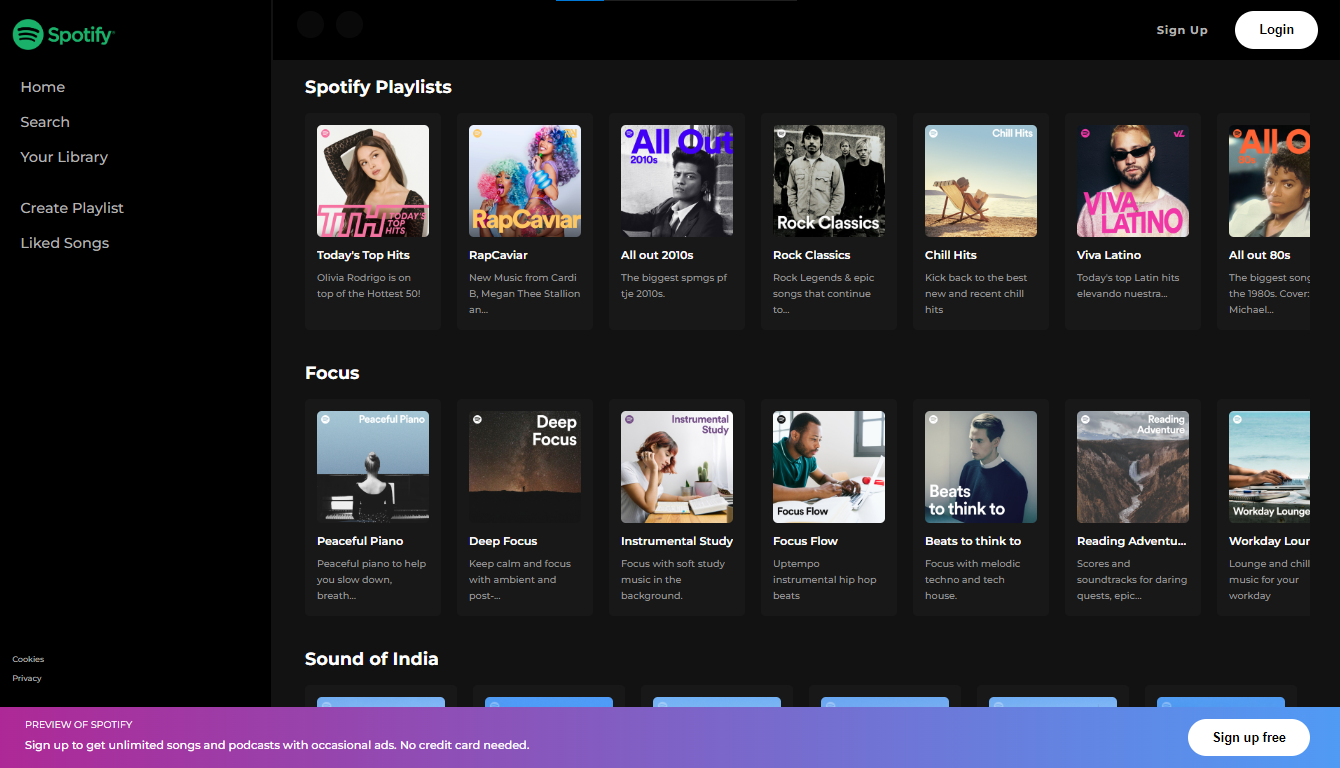 Spotify
Home
Search
Your Library
Create Playlist
Liked Songs
Cookies
Privacy
Sign Up
Login
Spotify Playlists
TTH TODAY'S
TOP
HITS
Today's Top Hits
Olivia Rodrigo is on
top of the Hottest 50!
RapCaviar
RapCaviar
New Music from Cardi
B, Megan Thee Stallion
an...
All Out
2010s
All out 2010s
The biggest spmgs pf
tje 2010s.
Rock Classics
Rock Classics
Rock Legends & epic
songs that continue
to...
Chill Hits
Chill Hits
Kick back to the best
new and recent chill
hits
VL
VIVA
LATINO
Viva Latino
Today's top Latin hits
elevando nuestra...
All O
80s
All out 80s
The biggest song
the 1980s. Cover:
Michael...
Focus
Peaceful Piano
Peaceful Piano
Peaceful piano to help
you slow down,
breath...
Deep
Focus
Deep Focus
Keep calm and focus
with ambient and
post-...
Instrumental
Study
Instrumental Study
Focus with soft study
music in the
background.
Focus Flow
Focus Flow
Uptempo
instrumental hip hop
beats
Beats
to think to
Beats to think to
Focus with melodic
techno and tech
house.
Reading
Adventure
Reading Adventu...
Scores and
soundtracks for daring
quests, epic...
Workday Lounge
Workday Lour
Lounge and chill
music for your
workday
Sound of India
PREVIEW OF SPOTIFY
Sign up to get unlimited songs and podcasts with occasional ads. No credit card needed.
Sign up free